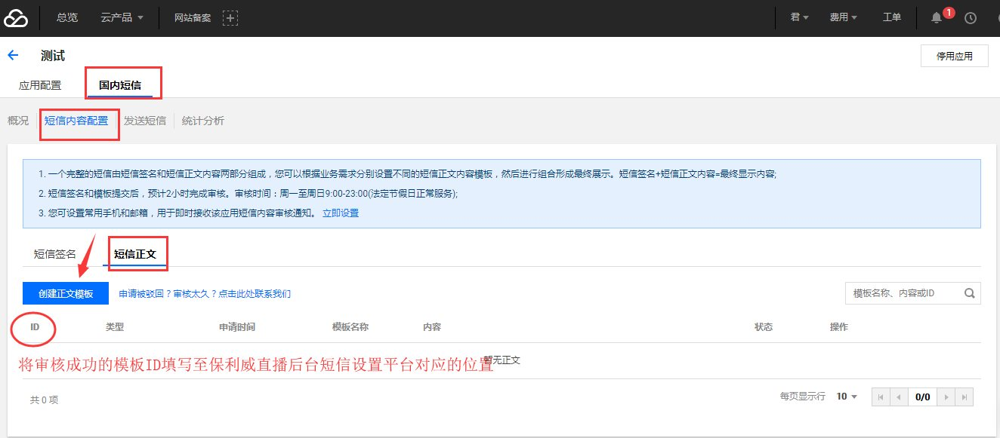 总览 云产品 网站备案 君 费用 工单 1
测试 停用应用
应用配置 国内短信
概况 短信内容配置 发送短信 统计分析
1. 一个完整的短信由短信签名和短信正文内容两部分组成，您可以根据业务需求分别设置不同的短信正文内容模板，然后进行组合形成最终展示。短信签名+短信正文内容=最终显示内容;
2. 短信签名和模板提交后，预计2小时完成审核。审核时间：周一至周日9:00-23:00(法定节假日正常服务);
3. 您可设置常用手机和邮箱，用于即时接收该应用短信内容审核通知。 立即设置
短信签名 短信正文
创建正文模板 申请被驳回？审核太久？点击此处联系我们 模板名称、内容或ID
ID 类型 申请时间 模板名称 内容 状态 操作
暂无正文
将审核成功的模板ID填写至保利威直播后台短信设置平台对应的位置
共 0 项 每页显示行 10 0/0